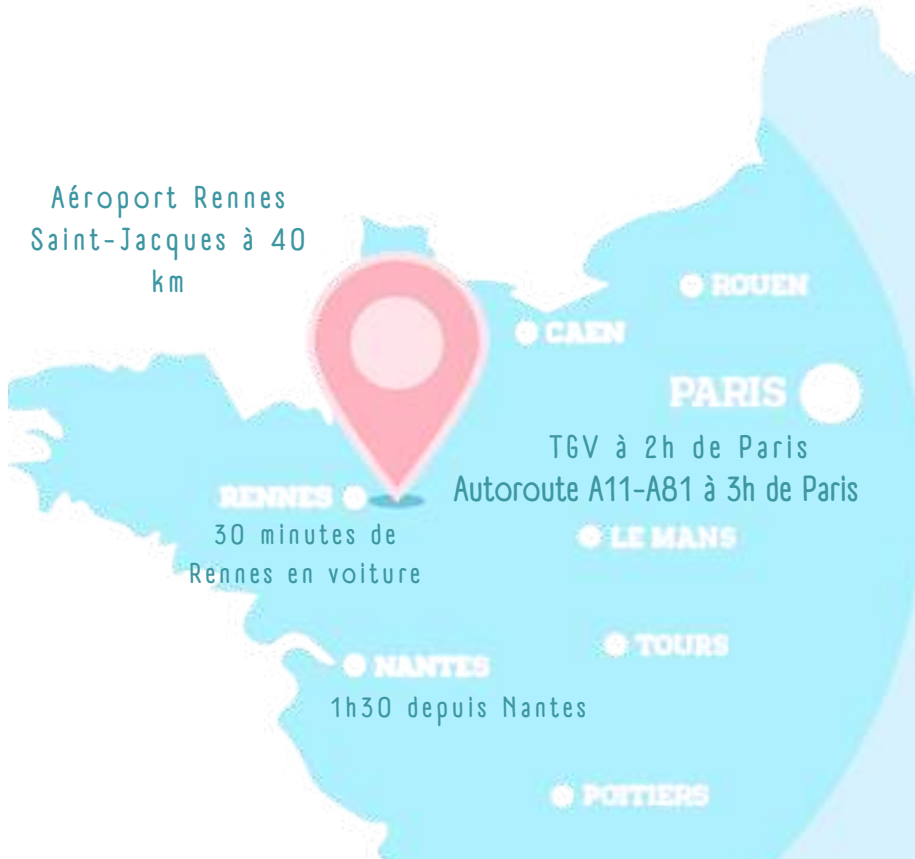 Aéroport Rennes
Saint-Jacques à 40
km
ROUEN
CAEN
PARIS
TGV à 2h de Paris
Autoroute A11-A81 à 3h de Paris
RENNES
30 minutes de
Rennes en voiture
LE MANS
TOURS
NANTES
1h30 depuis Nantes
POITIERS